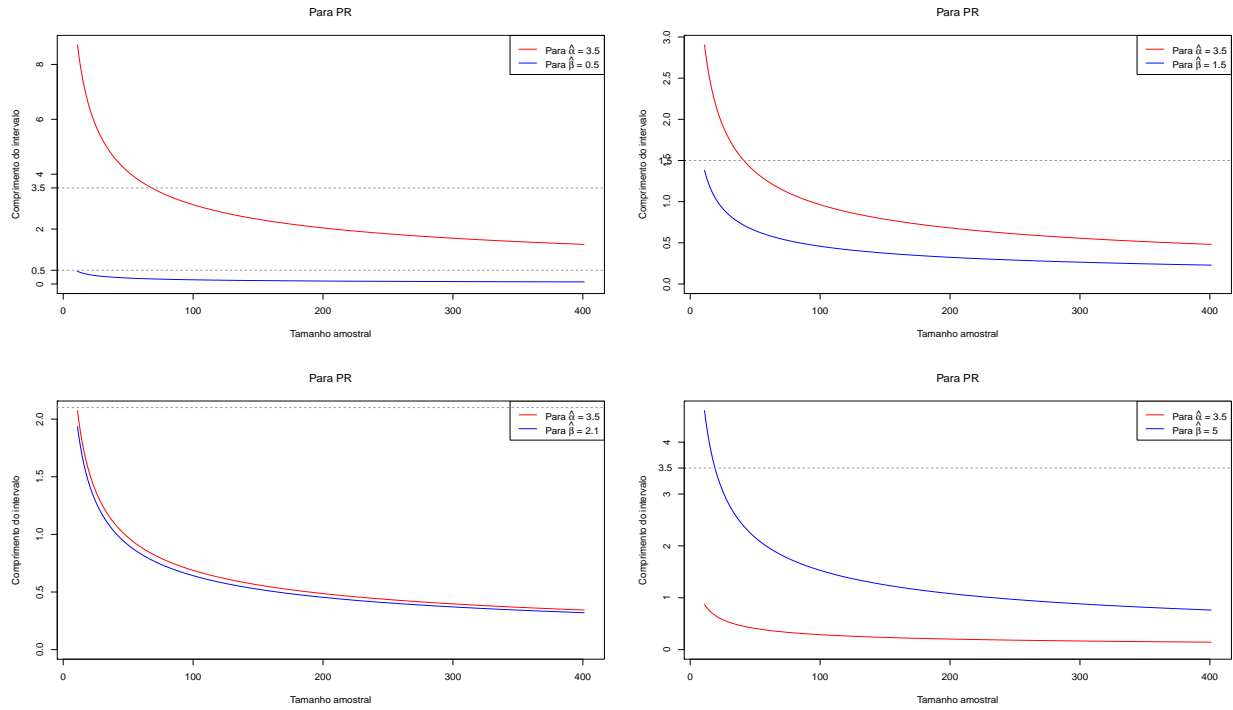 Para PR
Comprimento do intervalo
8
6
4
3.5
2
0.5
0
Para α̂ = 3.5
Para β̂ = 0.5
0
100
200
300
400
Tamanho amostral
Para PR
Comprimento do intervalo
3.0
2.5
2.0
1.5
1.0
0.5
0.0
Para α̂ = 3.5
Para β̂ = 1.5
0
100
200
300
400
Tamanho amostral
Para PR
Comprimento do intervalo
2.0
1.5
1.0
0.5
0.0
Para α̂ = 3.5
Para β̂ = 2.1
0
100
200
300
400
Tamanho amostral
Para PR
Comprimento do intervalo
4
3.5
3
2
1
0
Para α̂ = 3.5
Para β̂ = 5
0
100
200
300
400
Tamanho amostral